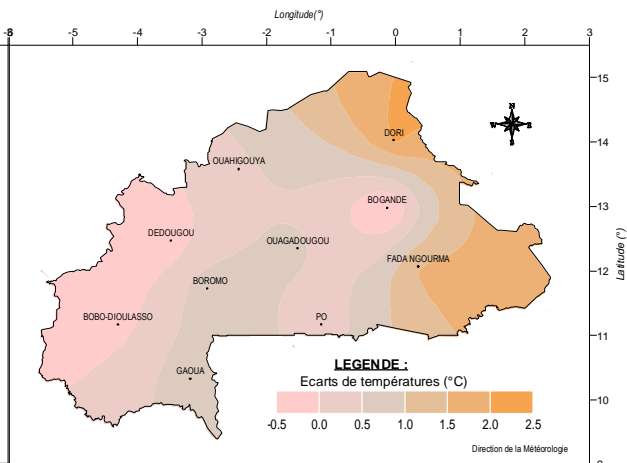 Longitude(°)
-8 -5 -4 -3 -2 -1 0 1 2 3
15
N
W E
S
DORI
14
OUAHIGOUYA
BOGANDE
13
DEDOUGOU
OUAGADOUGOU
Latitude (°)
FADA NGOURMA
12
BOROMO
BOBO-DIOULASSO
PO
11
LEGENDE :
GAOUA
Ecarts de températures (°C)
10
-0.5 0.0 0.5 1.0 1.5 2.0 2.5
Direction de la Météorologie